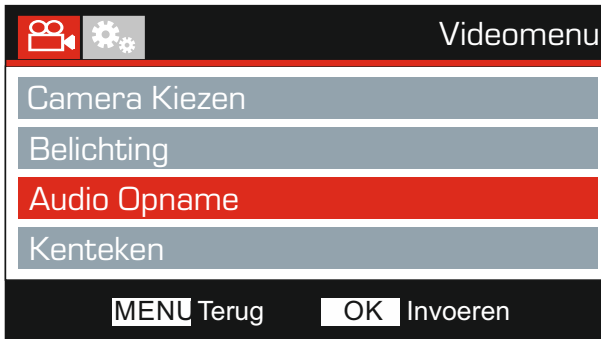 Videomenu
Camera Kiezen
Belichting
Audio Opname
Kenteken
MENU Terug OK Invoeren